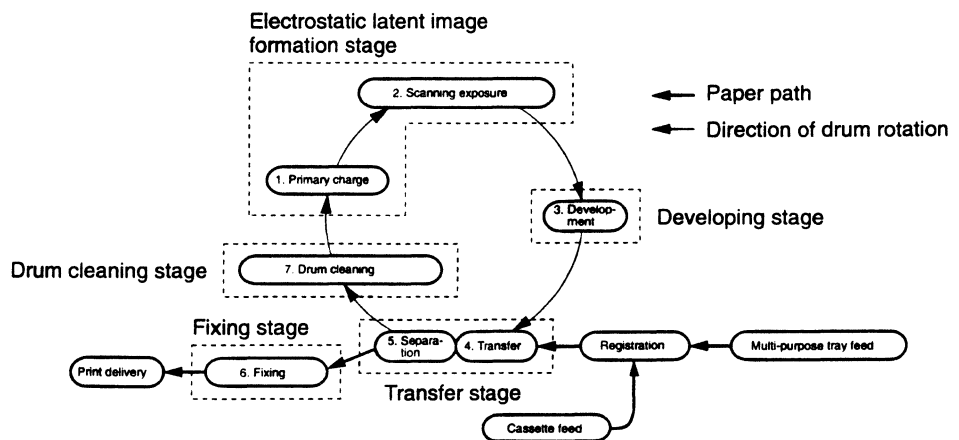 Electrostatic latent image
formation stage
2. Scanning exposure
Paper path
Direction of drum rotation
1. Primary charge
3. Develop-
ment
Developing stage
7. Drum cleaning
Drum cleaning stage
Fixing stage
5. Separa-
tion
4. Transfer
Registration
Multi-purpose tray feed
Print delivery
6. Fixing
Transfer stage
Cassette feed